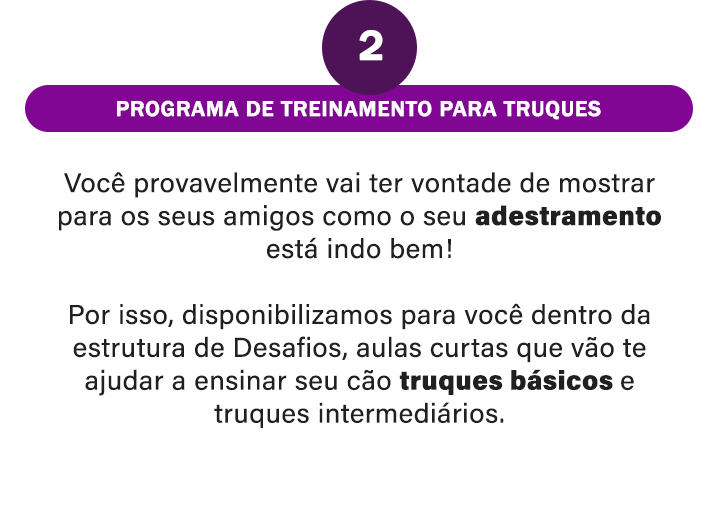 2
PROGRAMA DE TREINAMENTO PARA TRUQUES
Você provavelmente vai ter vontade de mostrar
para os seus amigos como o seu adestramento
está indo bem!
Por isso, disponibilizamos para você dentro da
estrutura de Desafios, aulas curtas que vão te
ajudar a ensinar seu cão truques básicos e
truques intermediários.